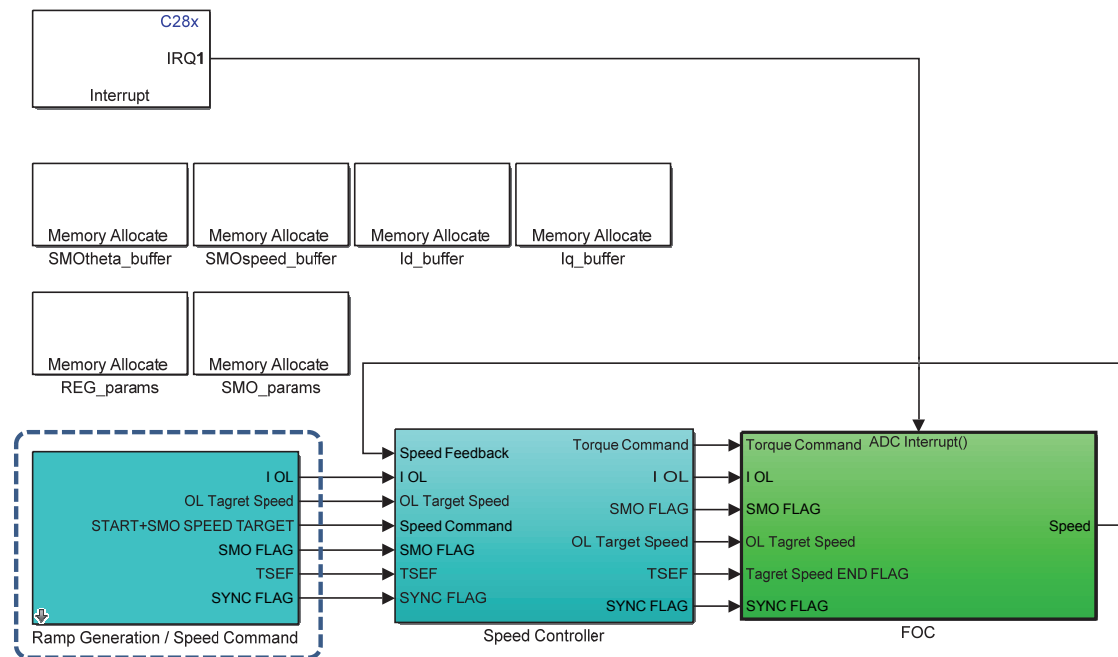 C28x
IRQ1
Interrupt
Memory Allocate
SMOtheta_buffer
Memory Allocate
SMOspeed_buffer
Memory Allocate
Id_buffer
Memory Allocate
Iq_buffer
Memory Allocate
REG_params
Memory Allocate
SMO_params
I OL
OL Tagret Speed
START+SMO SPEED TARGET
SMO FLAG
TSEF
SYNC FLAG
Ramp Generation / Speed Command
Speed Feedback
I OL
OL Target Speed
Speed Command
SMO FLAG
TSEF
SYNC FLAG
Torque Command
I OL
SMO FLAG
OL Target Speed
TSEF
SYNC FLAG
Speed Controller
Torque Command
ADC Interrupt()
I OL
SMO FLAG
OL Tagret Speed
Tagret Speed END FLAG
SYNC FLAG
Speed
FOC